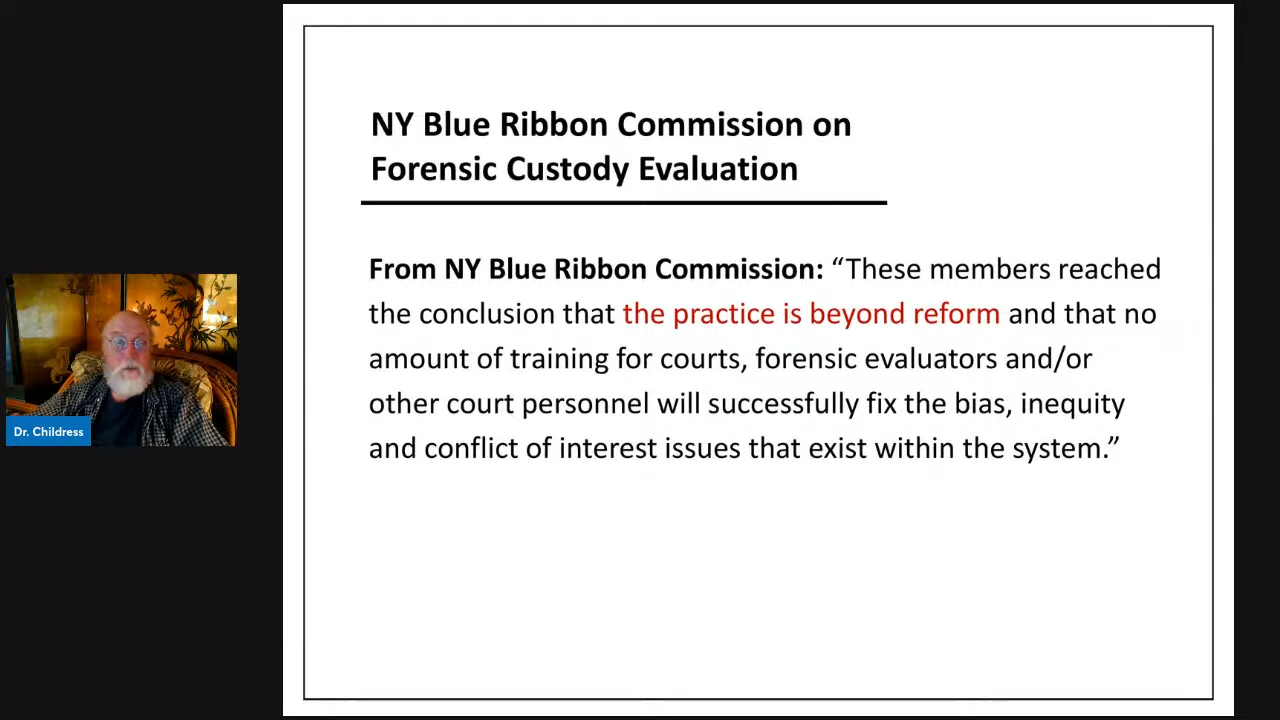 NY Blue Ribbon Commission on
Forensic Custody Evaluation
From NY Blue Ribbon Commission: “These members reached
the conclusion that the practice is beyond reform and that no
amount of training for courts, forensic evaluators and/or
other court personnel will successfully fix the bias, inequity
and conflict of interest issues that exist within the system.”
Dr. Childress